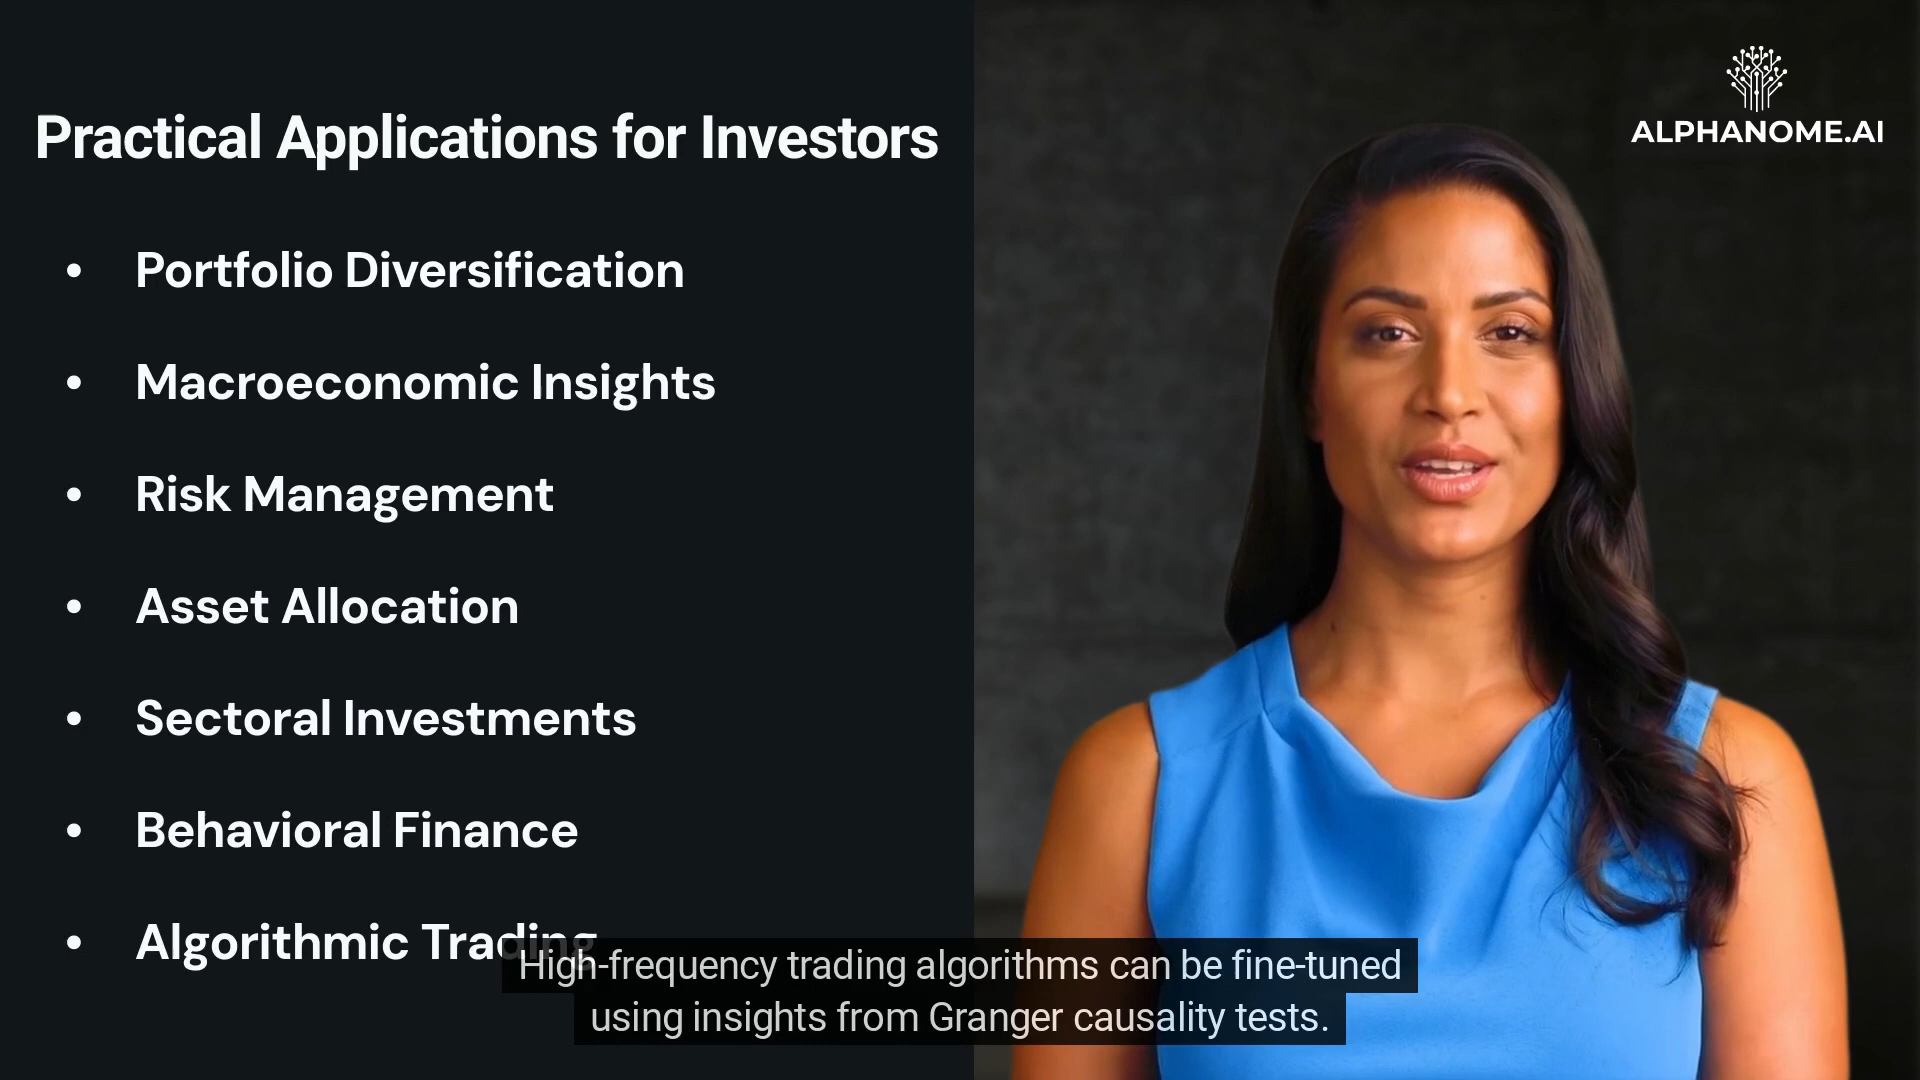 Practical Applications for Investors
ALPHANOME.AI
• Portfolio Diversification
• Macroeconomic Insights
• Risk Management
• Asset Allocation
• Sectoral Investments
• Behavioral Finance
• Algorithmic Trading
High-frequency trading algorithms can be fine-tuned
using insights from Granger causality tests.